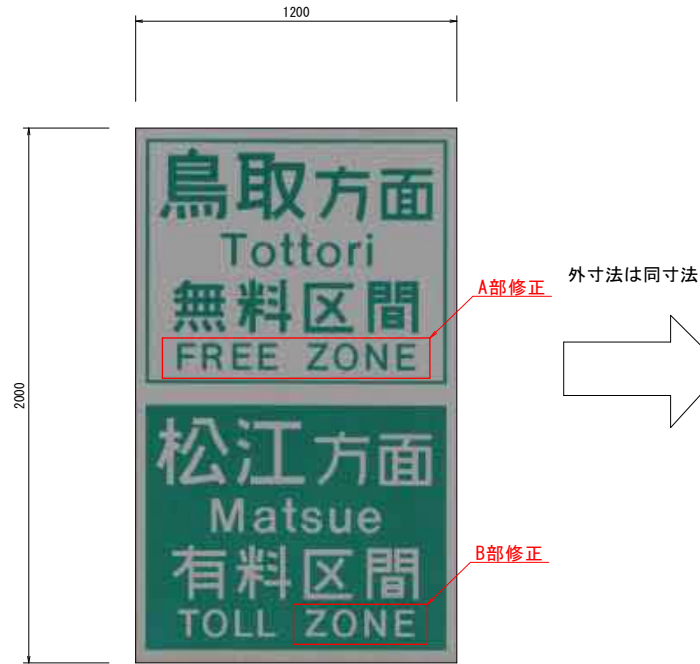 1200
2000
鳥取方面
Tottori
無料区間
FREE ZONE
A部修正
外寸法は同寸法
松江方面
Matsue
有料区間
TOLL ZONE
B部修正